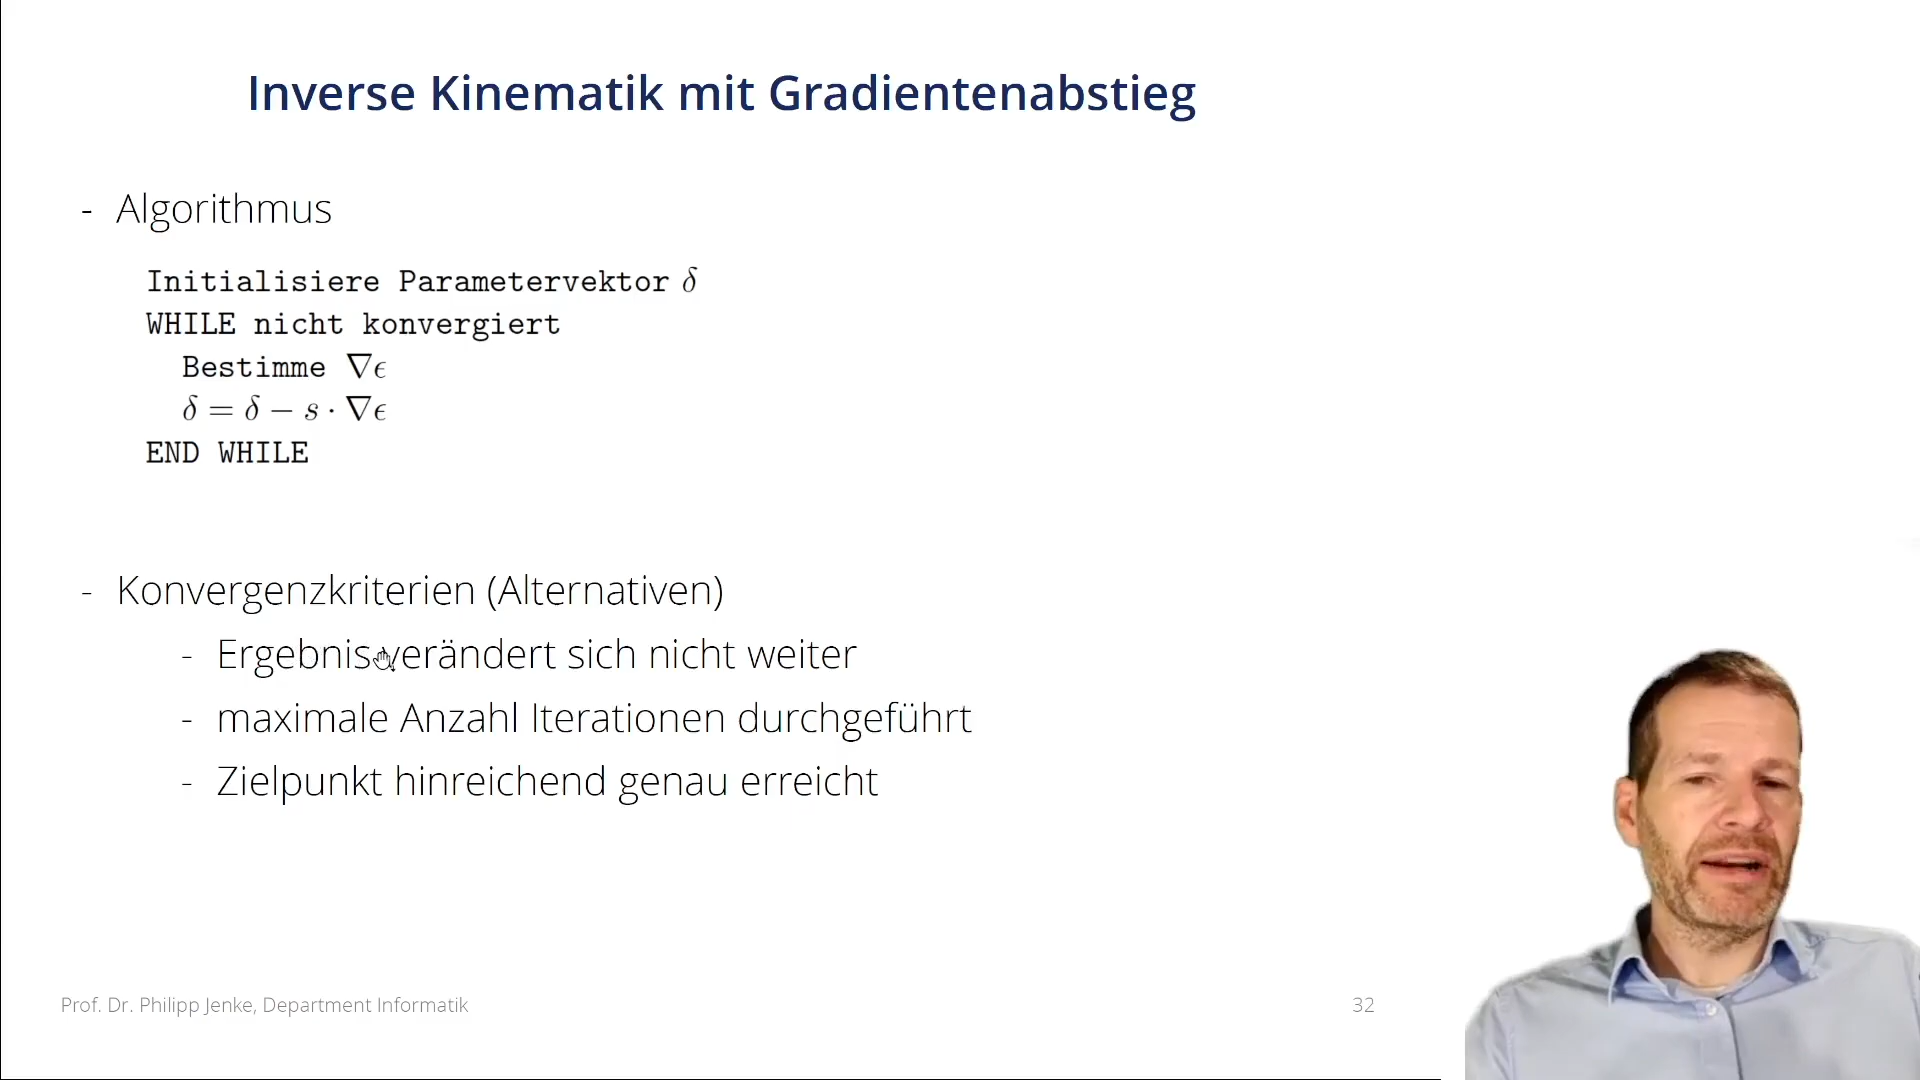 Inverse Kinematik mit Gradientenabstieg
- Algorithmus
Initialisiere Parametervektor δ
WHILE nicht konvergiert
Bestimme ∇ϵ
δ = δ − s · ∇ϵ
END WHILE
- Konvergenzkriterien (Alternativen)
- Ergebnis verändert sich nicht weiter
- maximale Anzahl Iterationen durchgeführt
- Zielpunkt hinreichend genau erreicht
Prof. Dr. Philipp Jenke, Department Informatik
32